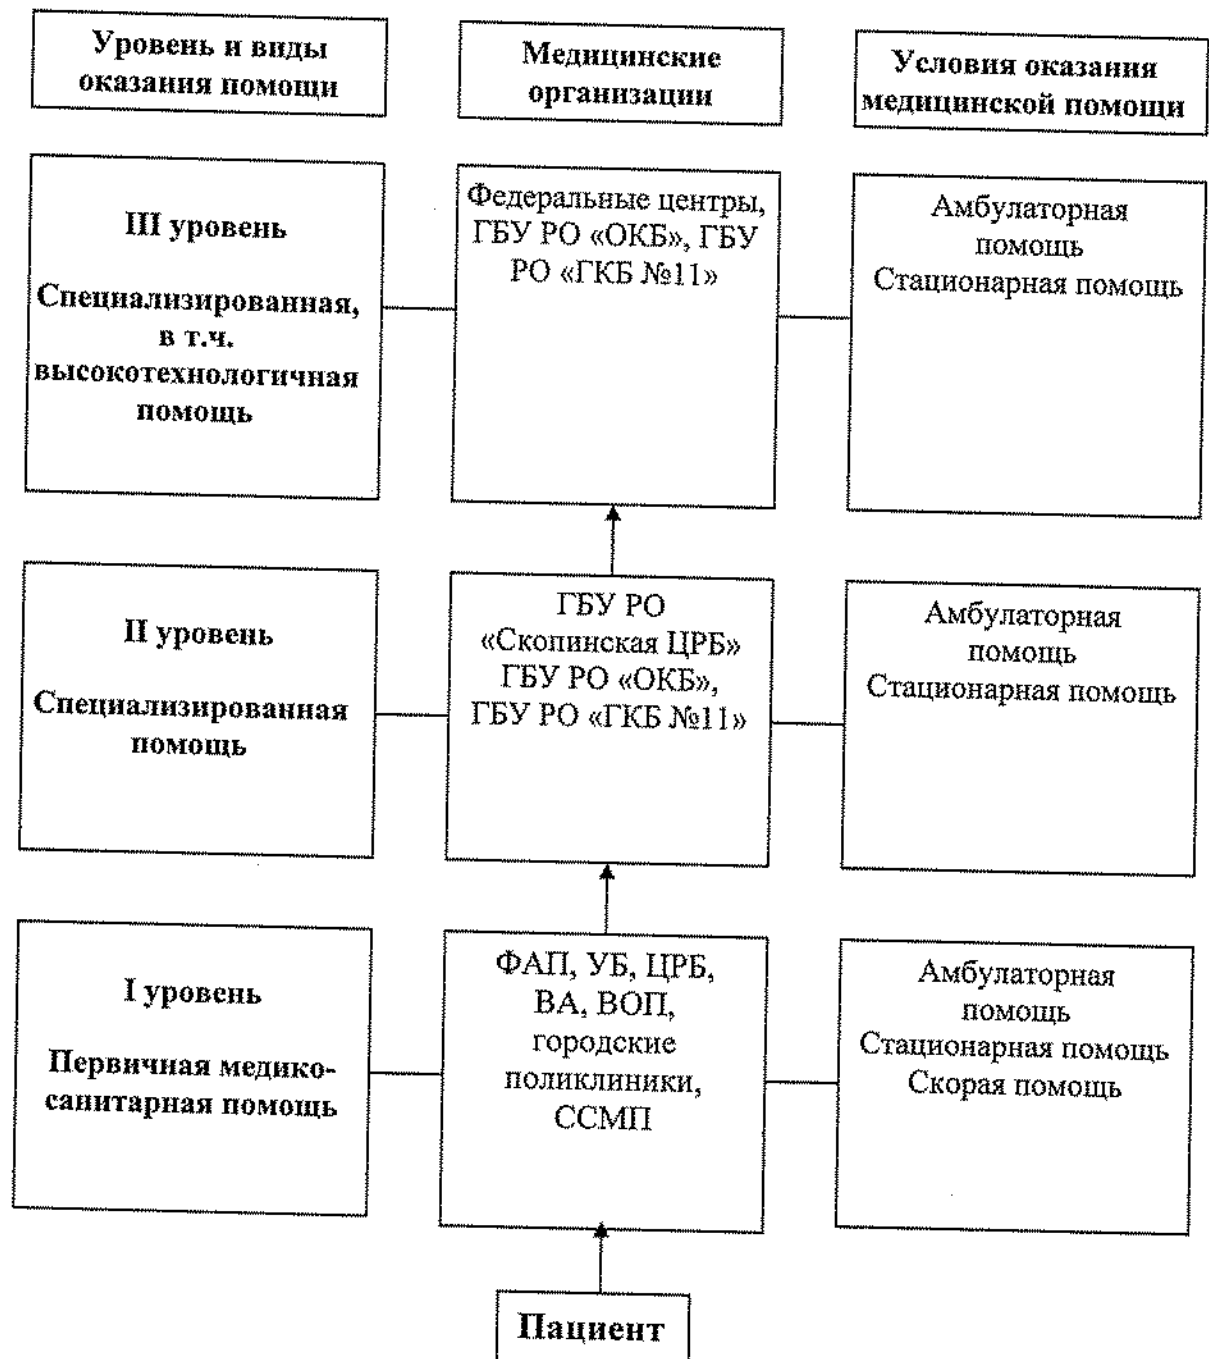 Уровень и виды
оказания помощи
Медицинские
организации
Условия оказания
медицинской помощи
III уровень
Специализированная,
в т.ч.
высокотехнологичная
помощь
Федеральные центры,
ГБУ РО «ОКБ», ГБУ
РО «ГКБ №11»
Амбулаторная
помощь
Стационарная помощь
II уровень
Специализированная
помощь
ГБУ РО
«Скопинская ЦРБ»
ГБУ РО «ОКБ»,
ГБУ РО «ГКБ №11»
Амбулаторная
помощь
Стационарная помощь
I уровень
Первичная медико-
санитарная помощь
ФАП, УБ, ЦРБ,
ВА, ВОП,
городские
поликлиники,
ССМП
Амбулаторная
помощь
Стационарная помощь
Скорая помощь
Пациент